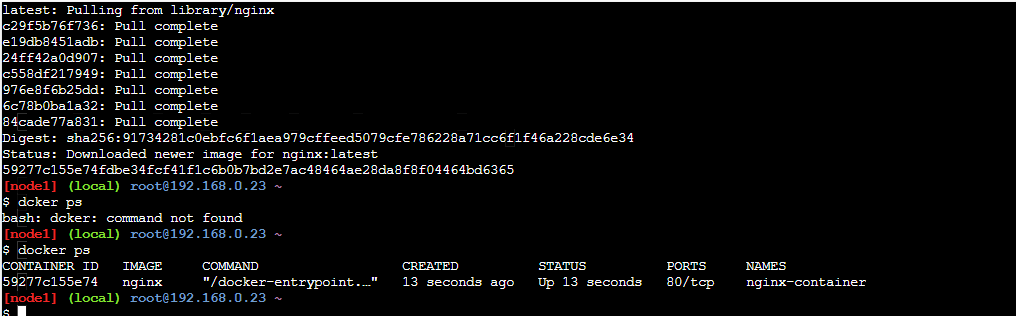 latest: Pulling from library/nginx
c29f5b76f736: Pull complete
e19db8451adb: Pull complete
24ff42a0d907: Pull complete
c558df217949: Pull complete
976e8f6b25dd: Pull complete
6c78b0ba1a32: Pull complete
84cade77a831: Pull complete
Digest: sha256:91734281c0ebfc6f1aea979cffeed5079cfe786228a71cc6f1f46a228cde6e34
Status: Downloaded newer image for nginx:latest
59277c155e74fdbe34fcf41f1c6b0b7bd2e7ac48464ae28da8f8f04464bd6365
[node1] (local) root@192.168.0.23 ~
$ dcker ps
bash: dcker: command not found
[node1] (local) root@192.168.0.23 ~
$ docker ps
CONTAINER ID   IMAGE     COMMAND                  CREATED          STATUS          PORTS     NAMES
59277c155e74   nginx     "/docker-entrypoint.…"   13 seconds ago   Up 13 seconds   80/tcp    nginx-container
[node1] (local) root@192.168.0.23 ~
$